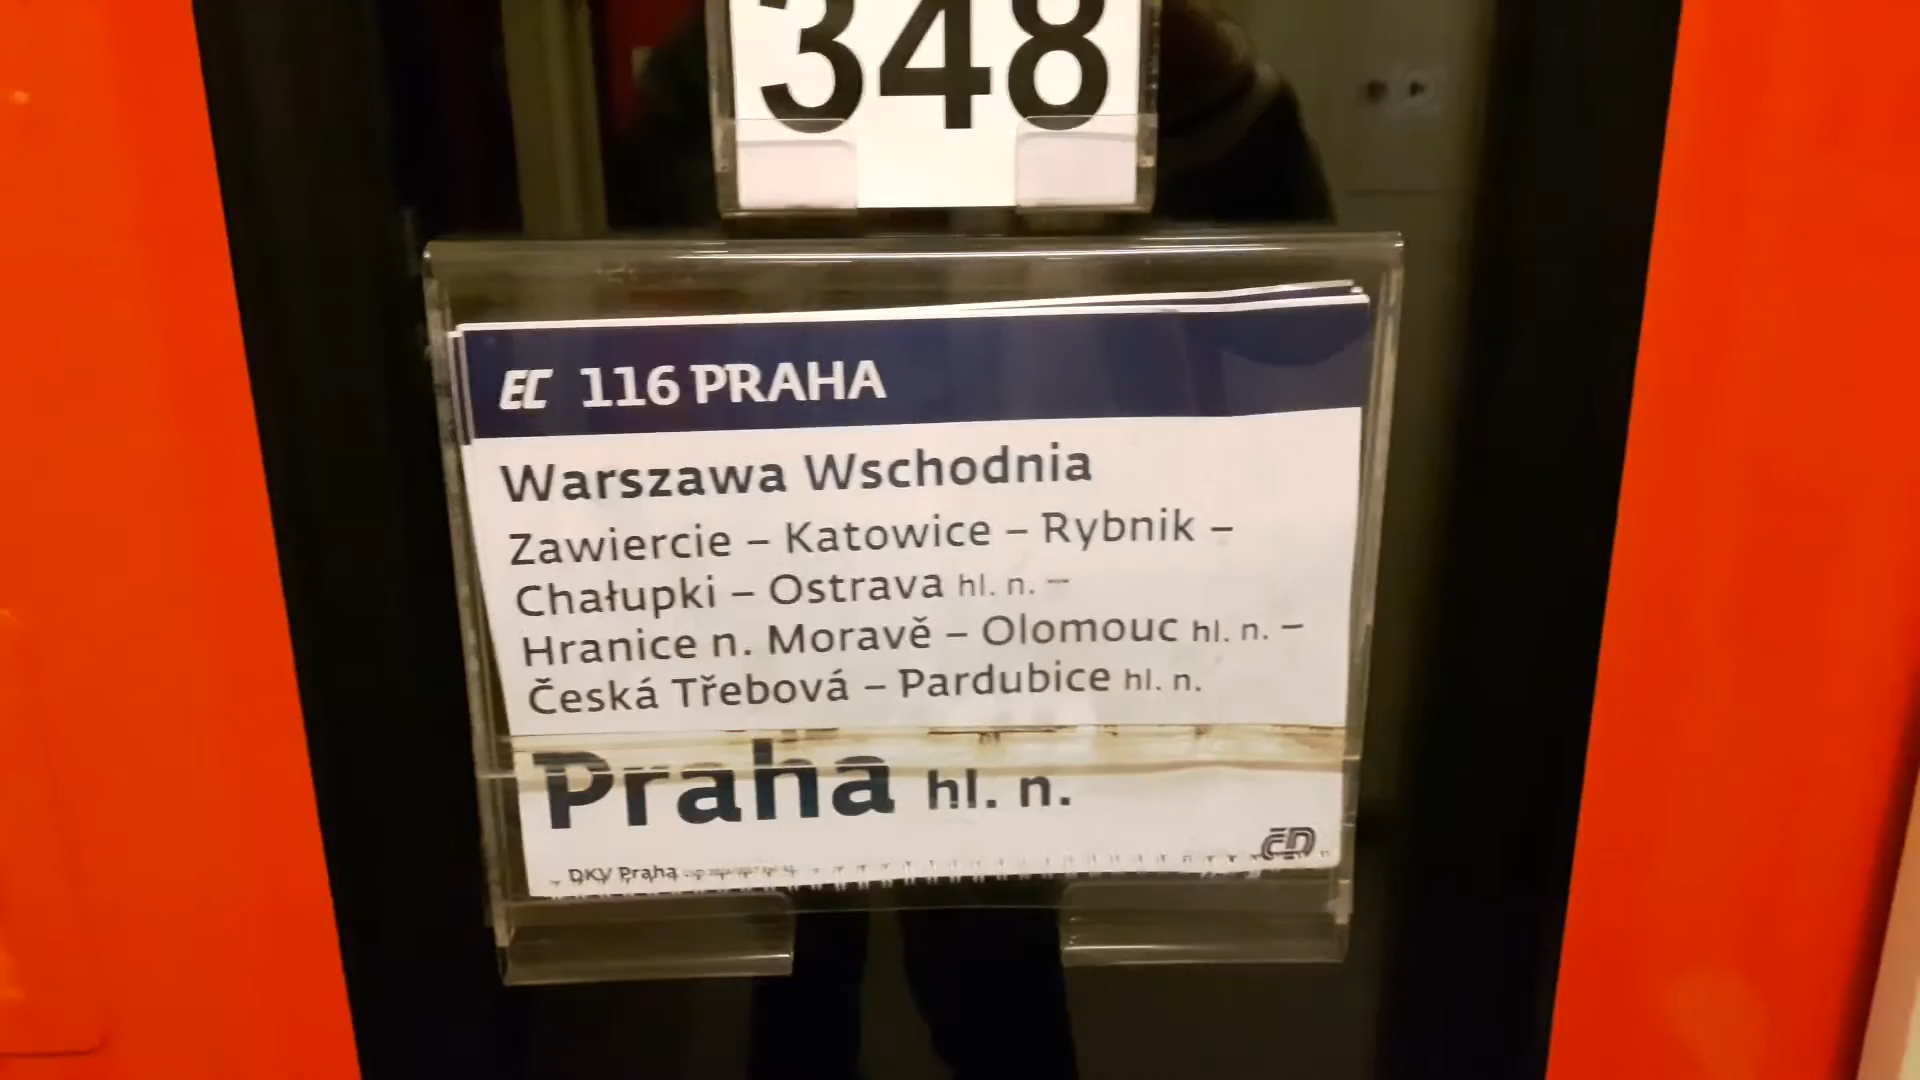 348
EC 116 PRAHA
Warszawa Wschodnia
Zawiercie – Katowice – Rybnik –
Chałupki – Ostrava hl. n. –
Hranice n. Moravě – Olomouc hl. n. –
Česká Třebová – Pardubice hl. n.
Praha hl. n.
ČD
DKV Praha